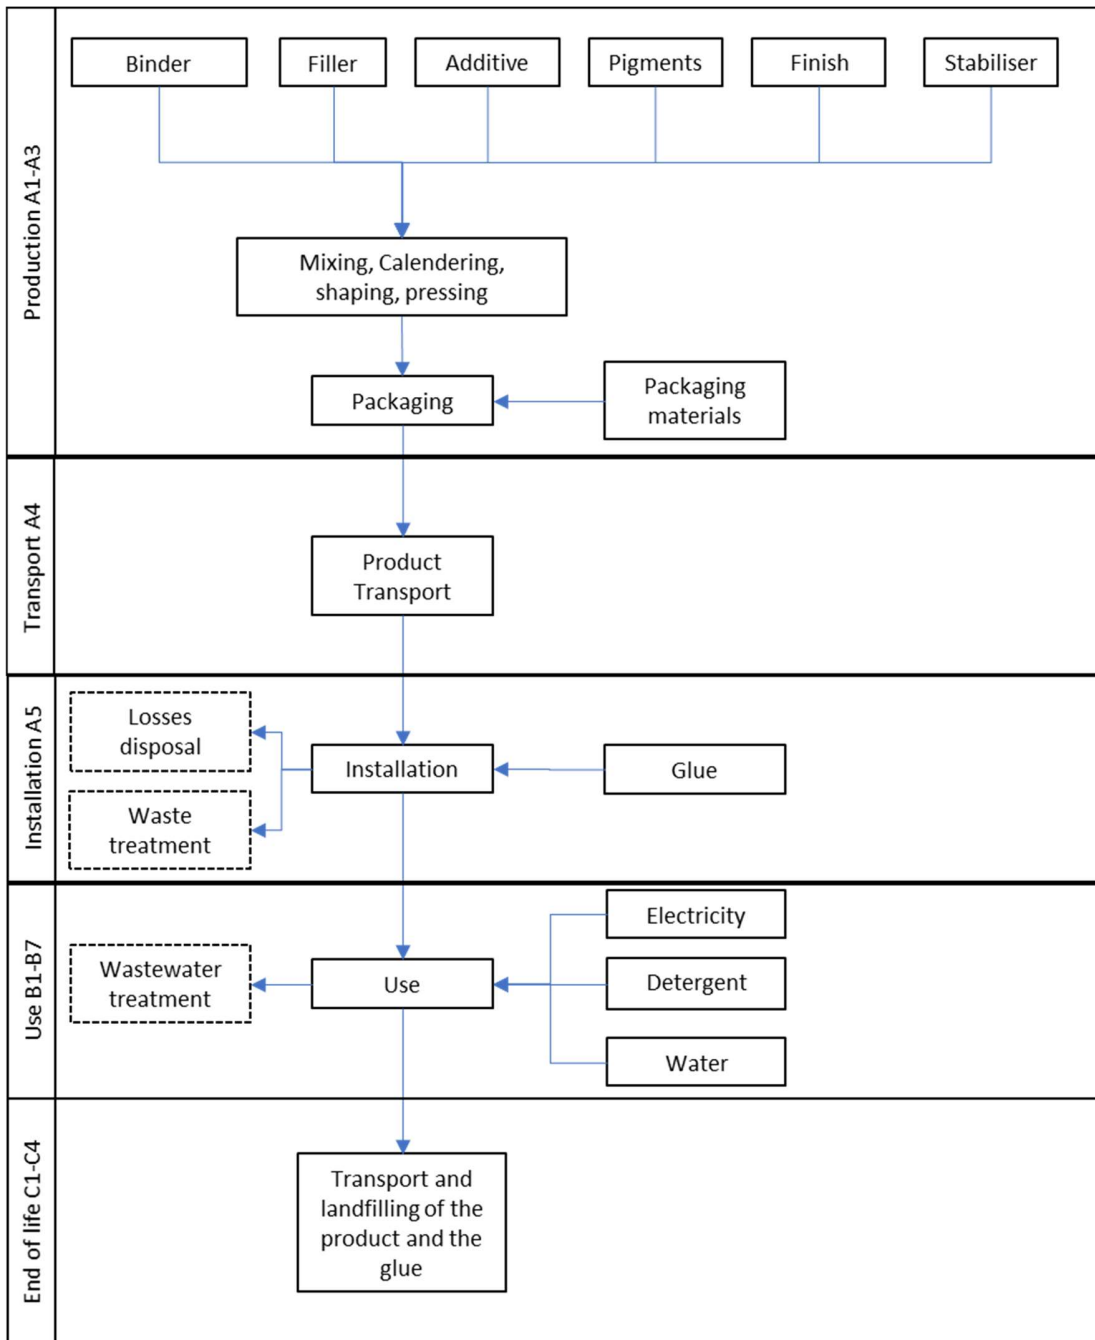 Production A1-A3
Binder
Filler
Additive
Pigments
Finish
Stabiliser
Mixing, Calendering,
shaping, pressing
Packaging
Packaging
materials
Transport A4
Product
Transport
Installation A5
Losses
disposal
Installation
Glue
Waste
treatment
Use B1-B7
Electricity
Wastewater
treatment
Use
Detergent
Water
End of life C1-C4
Transport and
landfilling of the
product and the
glue